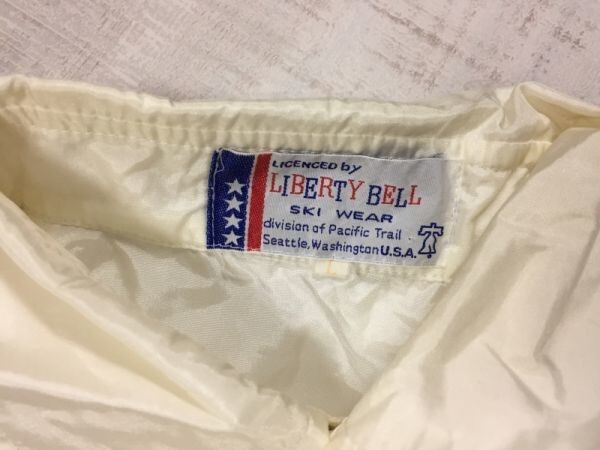 LICENCED by
LIBERTY BELL
SKI WEAR
division of Pacific Trail
Seattle, Washington U.S.A.
L